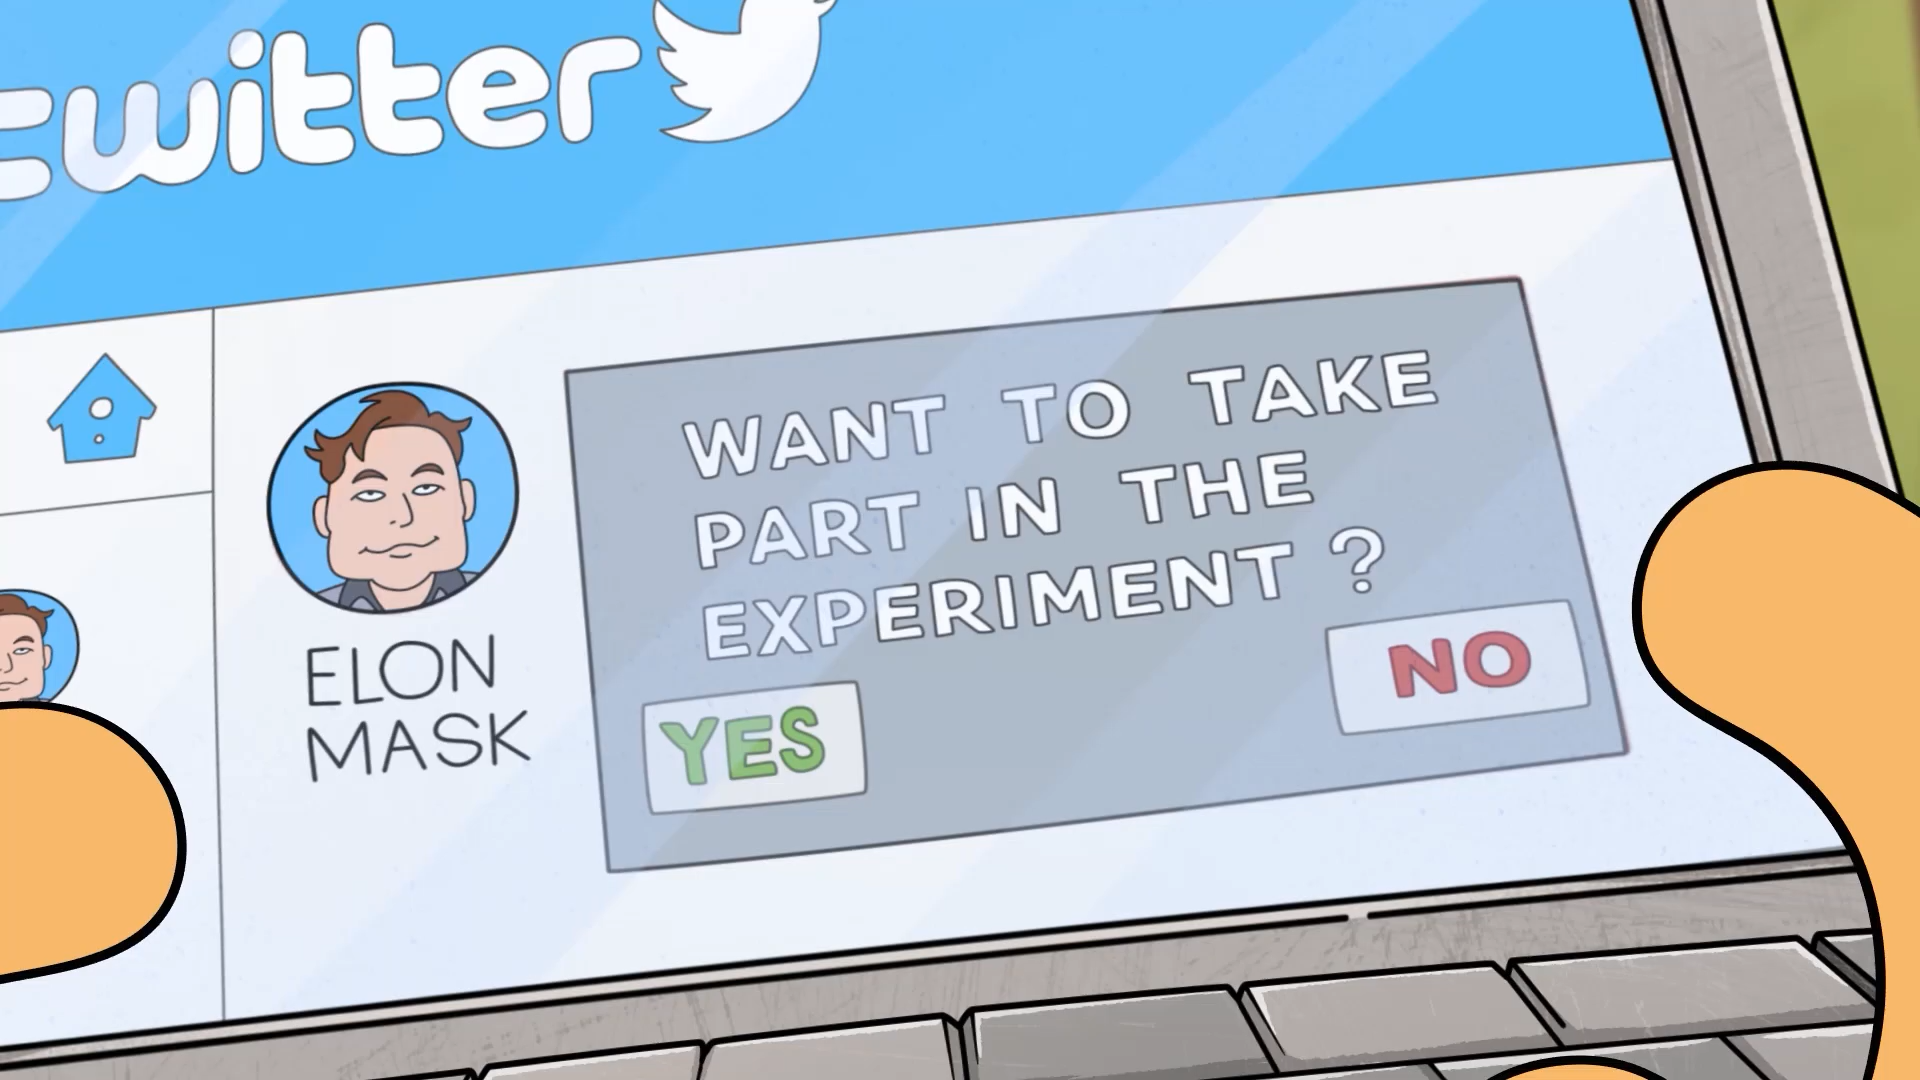 twitter
WANT TO TAKE
PART IN THE
EXPERIMENT ?
YES
NO
ELON
MASK